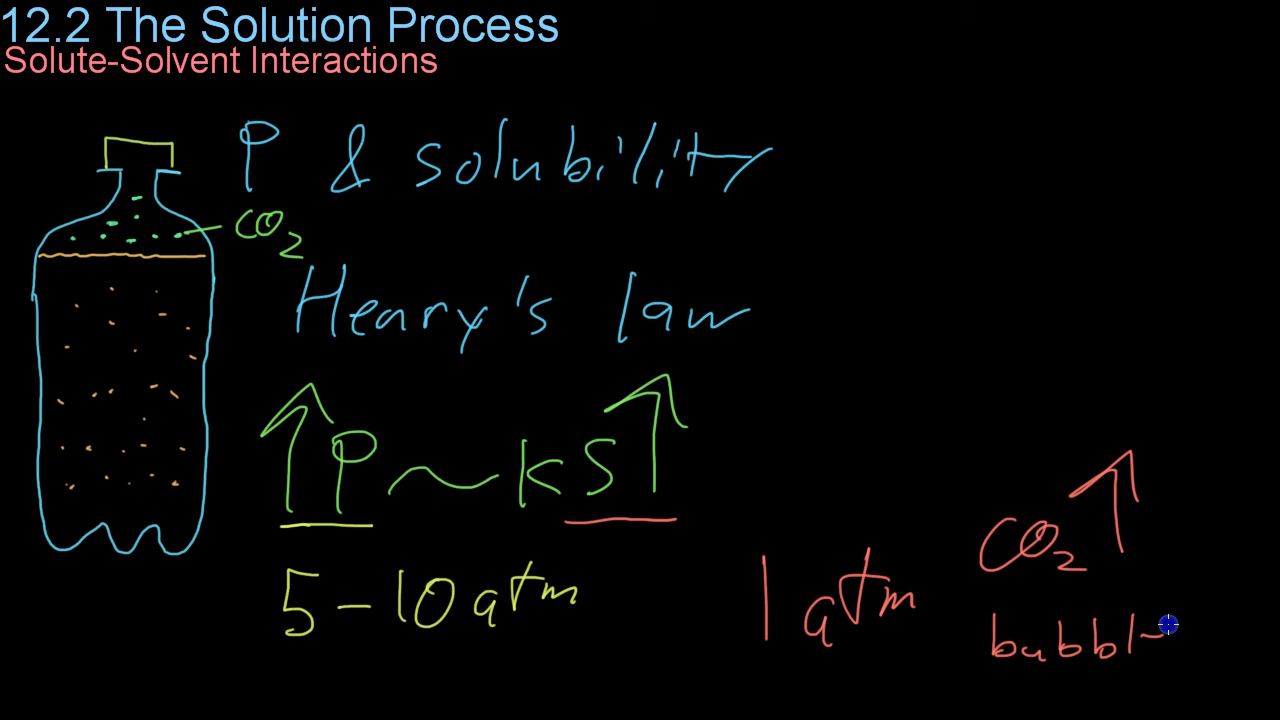 12.2 The Solution Process
Solute-Solvent Interactions
P & solubility
CO2
Henry's law
↑P ~ kS↑
5-10 atm
1 atm
CO2↑
bubbl